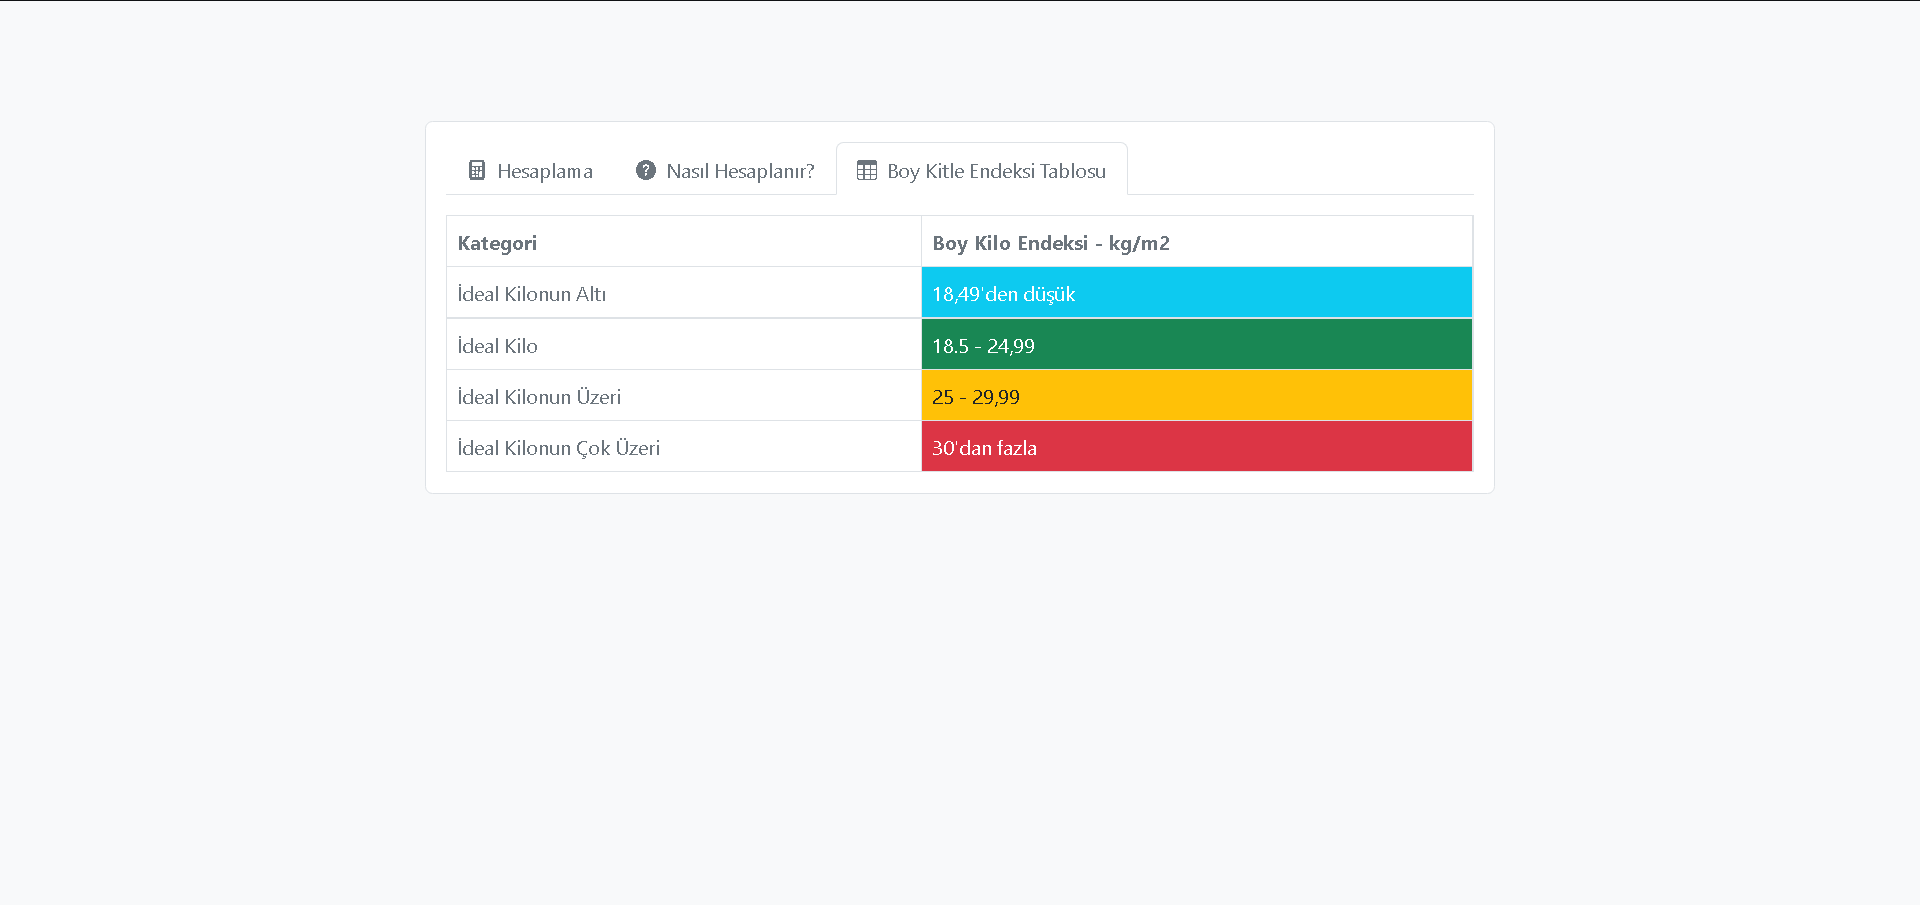 Hesaplama Nasıl Hesaplanır? Boy Kitle Endeksi Tablosu
Kategori Boy Kilo Endeksi - kg/m2
İdeal Kilonun Altı 18,49'den düşük
İdeal Kilo 18.5 - 24,99
İdeal Kilonun Üzeri 25 - 29,99
İdeal Kilonun Çok Üzeri 30'dan fazla